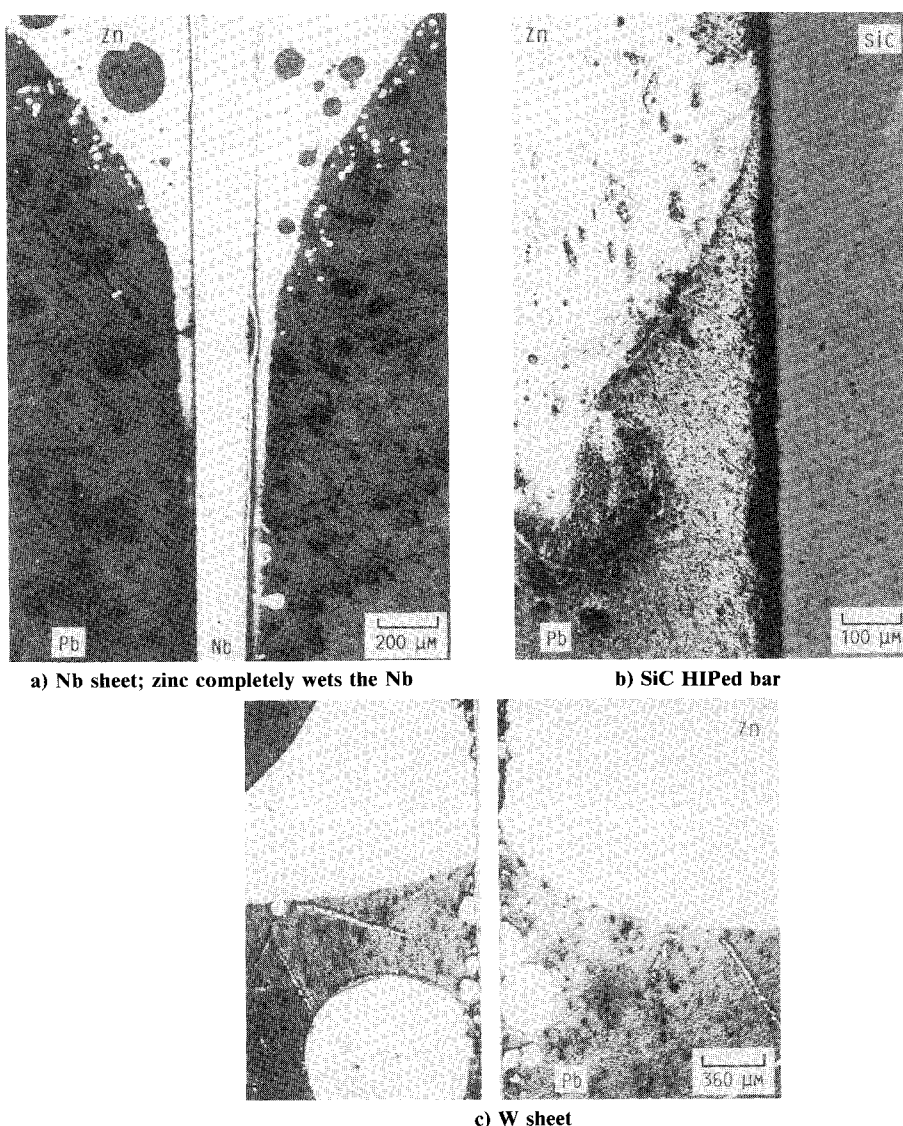 Zn
Pb
Nb
200 μM
a) Nb sheet; zinc completely wets the Nb
Zn
SiC
Pb
100 μM
b) SiC HIPed bar
Zn
Pb
360 μM
c) W sheet